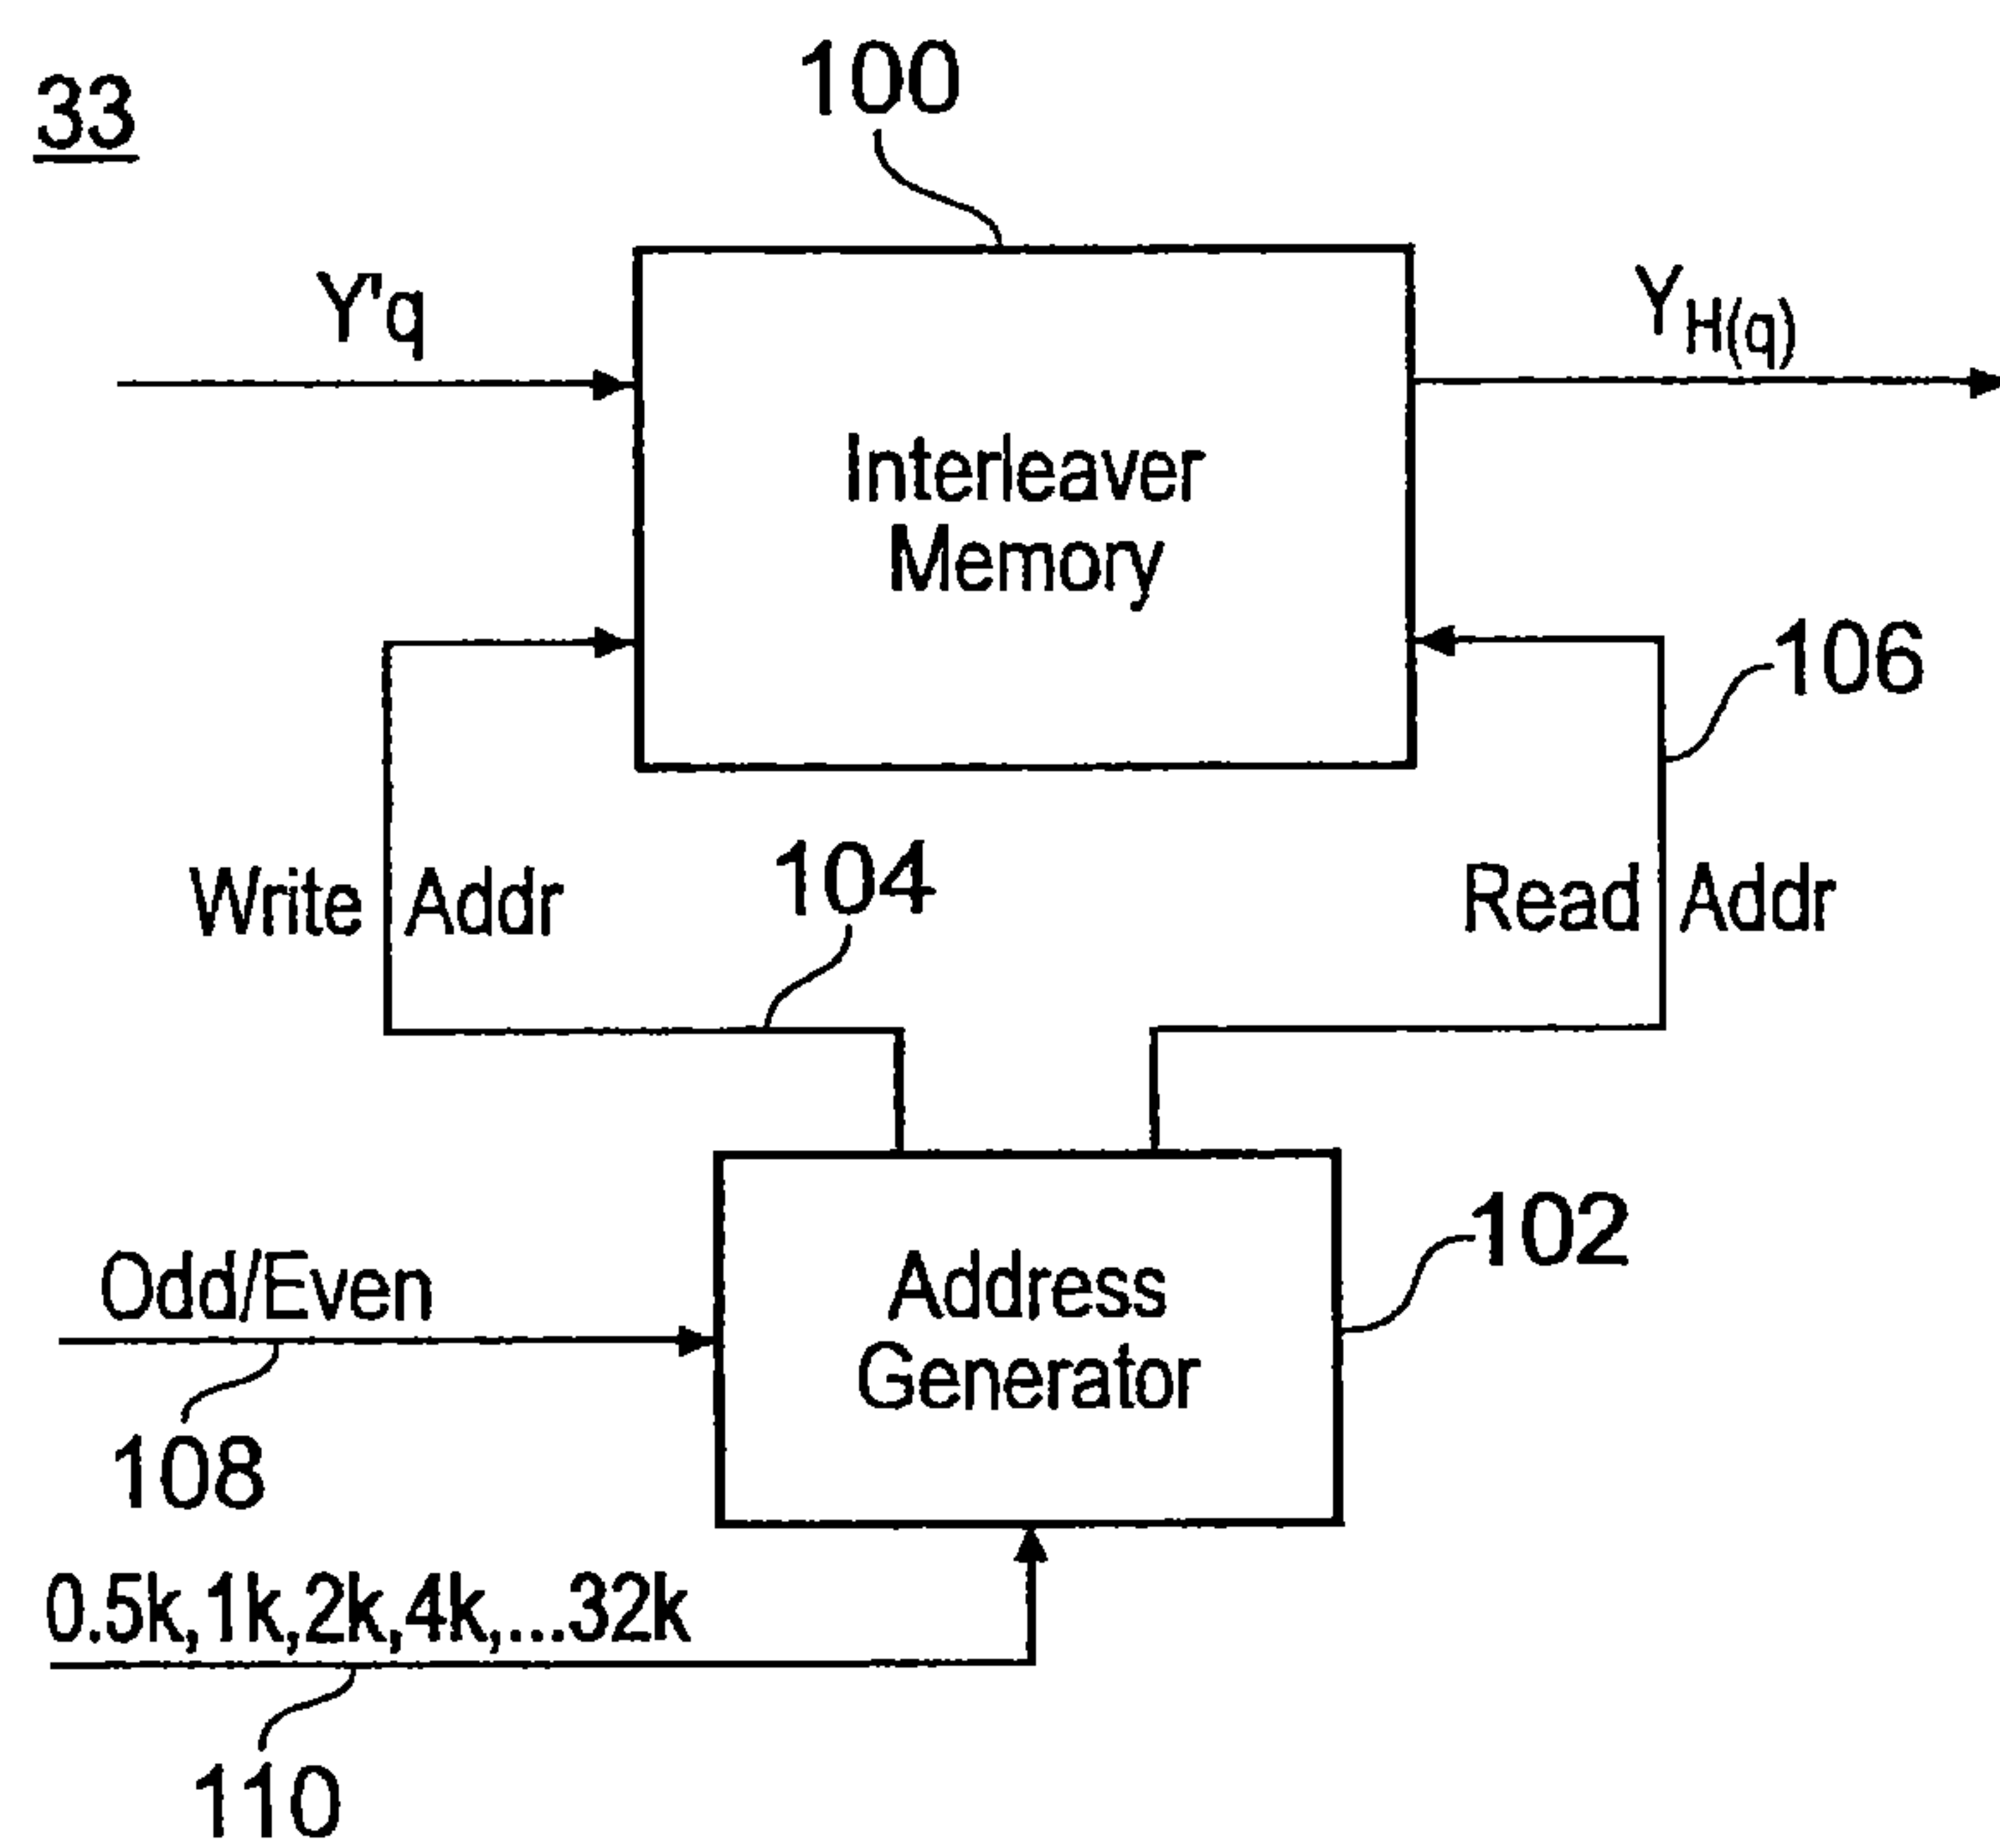 33
100
Y'q
YH(q)
Interleaver
Memory
106
Write Addr
104
Read Addr
102
Odd/Even
Address
Generator
108
0.5k,1k,2k,4k,...32k
110